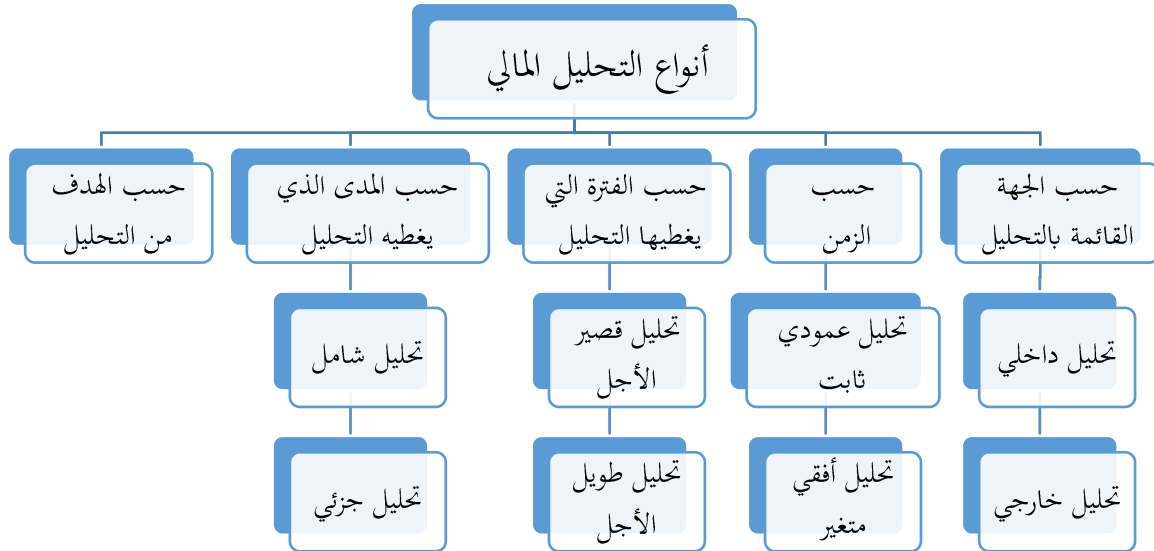 أنواع التحليل المالي
حسب الجهة
القائمة بالتحليل
حسب
الزمن
حسب الفترة التي
يغطيها التحليل
حسب المدى الذي
يغطيه التحليل
حسب الهدف
من التحليل
تحليل داخلي
تحليل عمودي
ثابت
تحليل قصير
الأجل
تحليل شامل
تحليل خارجي
تحليل أفقي
متغير
تحليل طويل
الأجل
تحليل جزئي